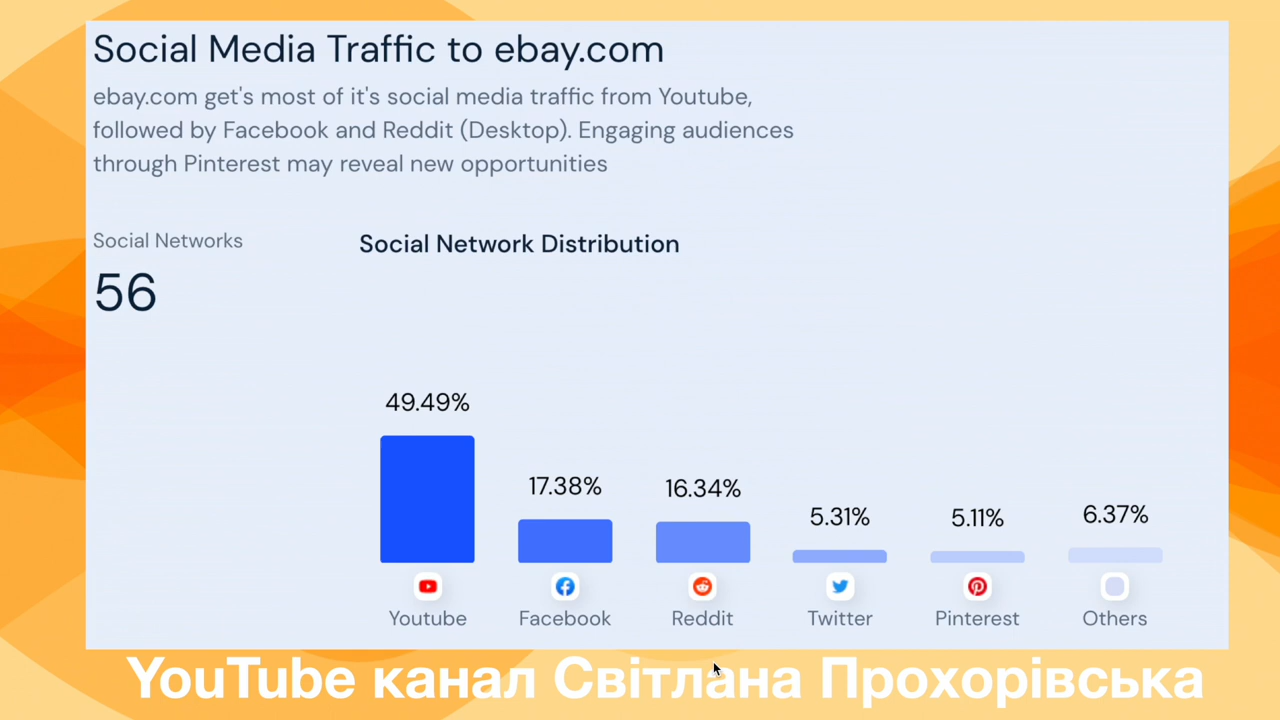 Social Media Traffic to ebay.com
ebay.com get's most of it's social media traffic from Youtube,
followed by Facebook and Reddit (Desktop). Engaging audiences
through Pinterest may reveal new opportunities
Social Networks
56
Social Network Distribution
49.49%
17.38%
16.34%
5.31%
5.11%
6.37%
Youtube
Facebook
Reddit
Twitter
Pinterest
Others
YouTube канал Світлана Прохорівська